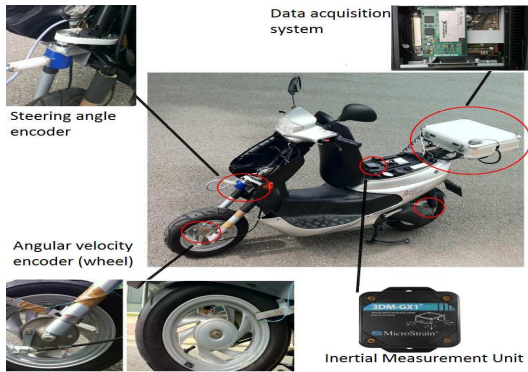 Data acquisition
system
Steering angle
encoder
Angular velocity
encoder (wheel)
3DM-GX1
MicroStrain
Inertial Measurement Unit